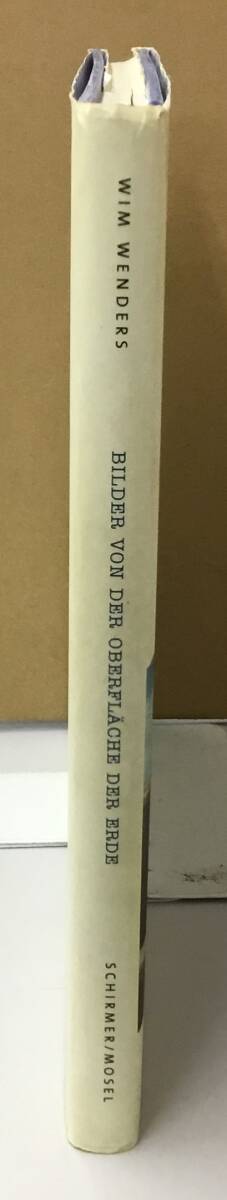 WIM WENDERS
BILDER VON DER OBERFLÄCHE DER ERDE
SCHIRMER/MOSEL